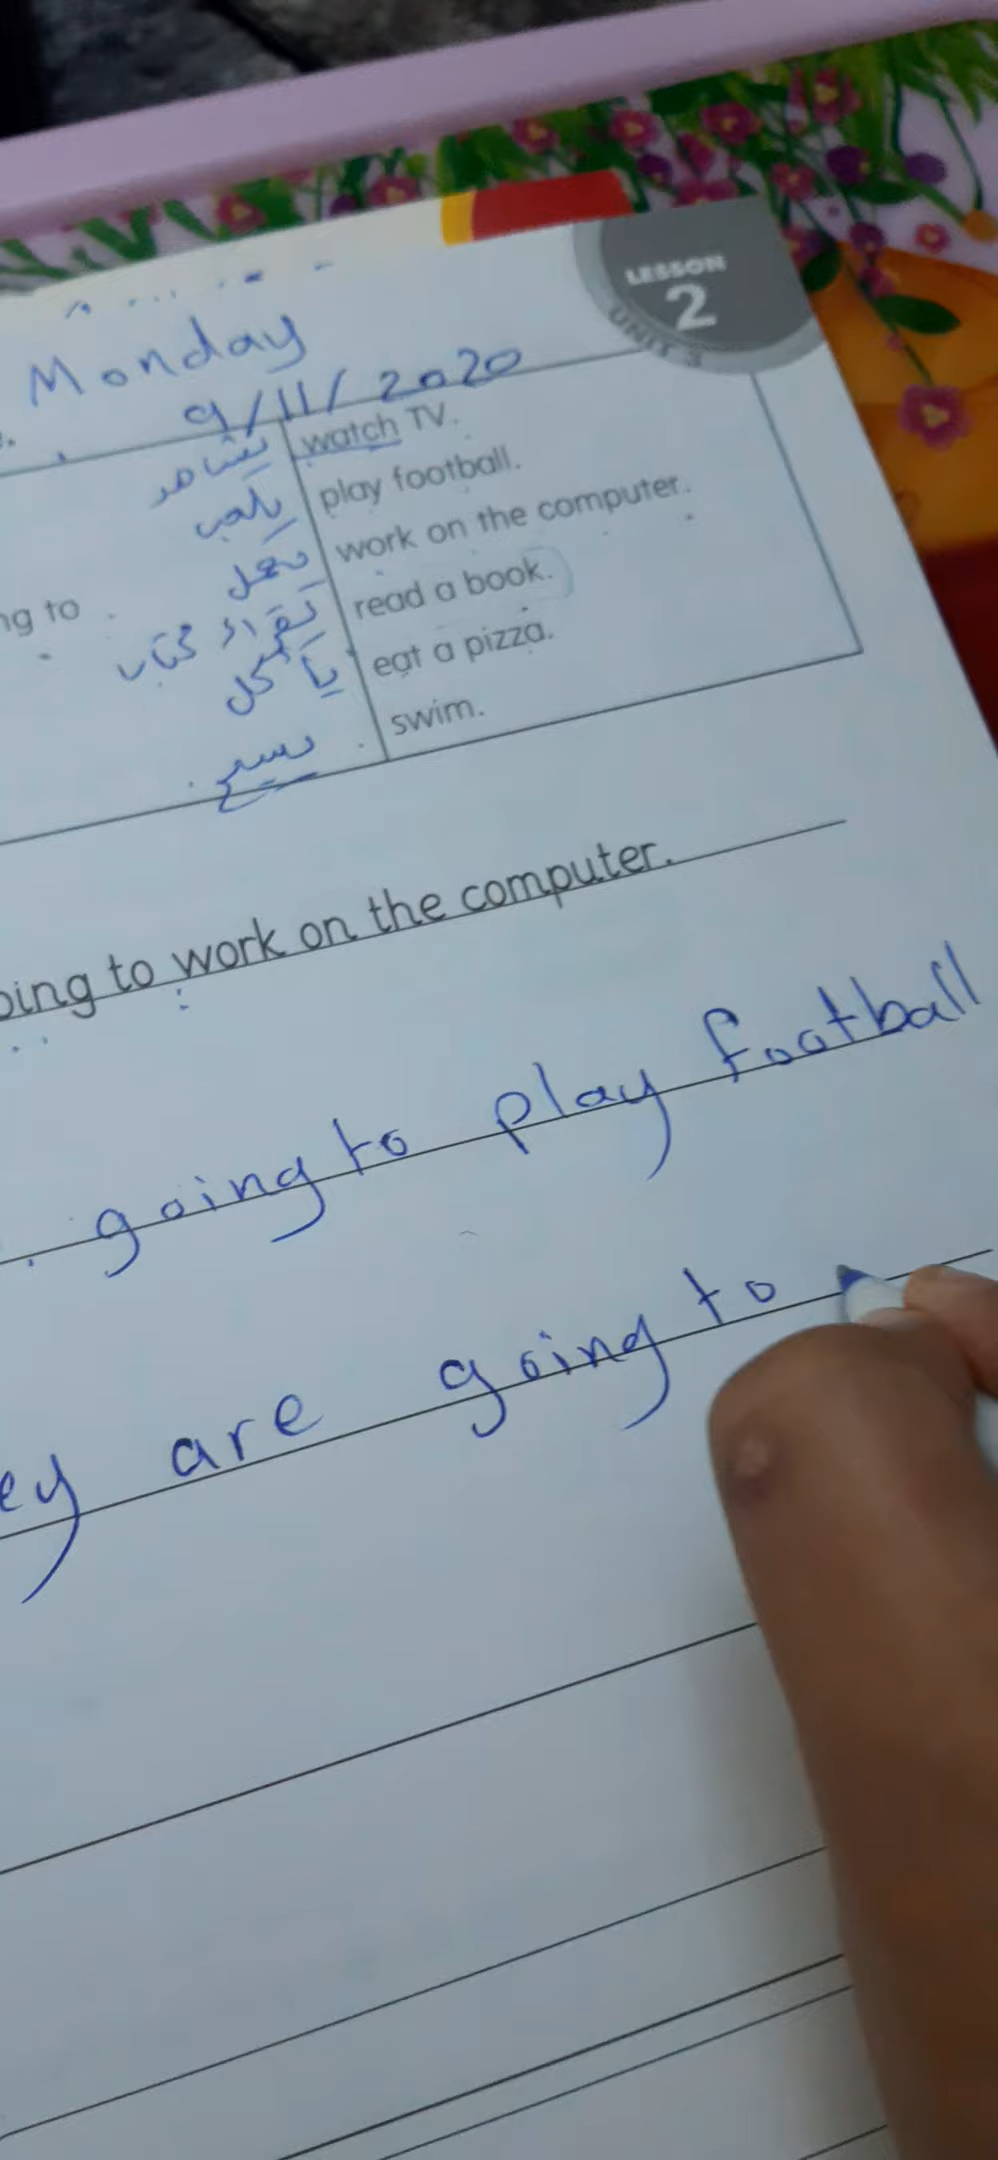 LESSON
2
UNIT 3
Monday
9/11/2020
يشاهد watch TV.
يلعب play football.
يعمل work on the computer.
ng to يقراء كتاب read a book.
يأكل eat a pizza.
يسبح swim.
oing to work on the computer.
going to play football
ey are going to